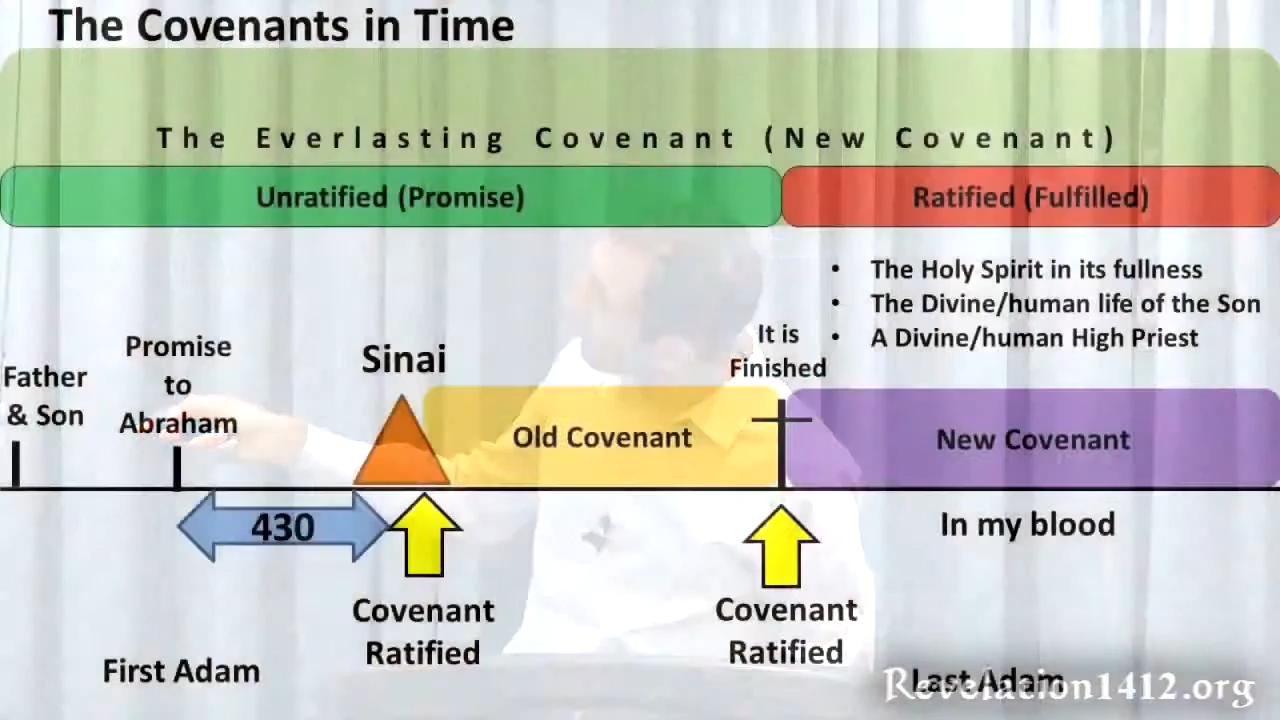 The Covenants in Time
The Everlasting Covenant (New Covenant)
Unratified (Promise)
Ratified (Fulfilled)
• The Holy Spirit in its fullness
• The Divine/human life of the Son
• A Divine/human High Priest
Father
& Son
Promise
to
Abraham
Sinai
It is
Finished
Old Covenant
New Covenant
430
In my blood
Covenant
Ratified
Covenant
Ratified
First Adam
Last Adam
Revelation1412.org